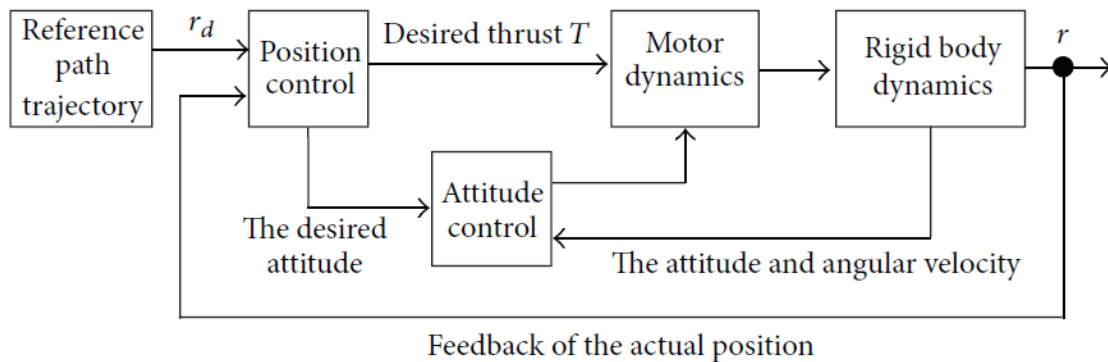 Reference
path
trajectory
r_d
Position
control
Desired thrust T
Motor
dynamics
Rigid body
dynamics
r
Attitude
control
The desired
attitude
The attitude and angular velocity
Feedback of the actual position